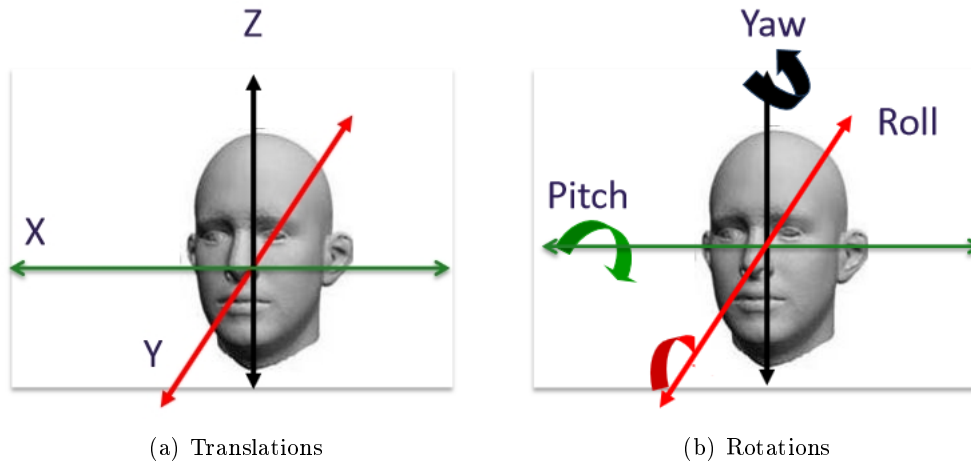 Z
X
Y
(a) Translations
Yaw
Roll
Pitch
(b) Rotations